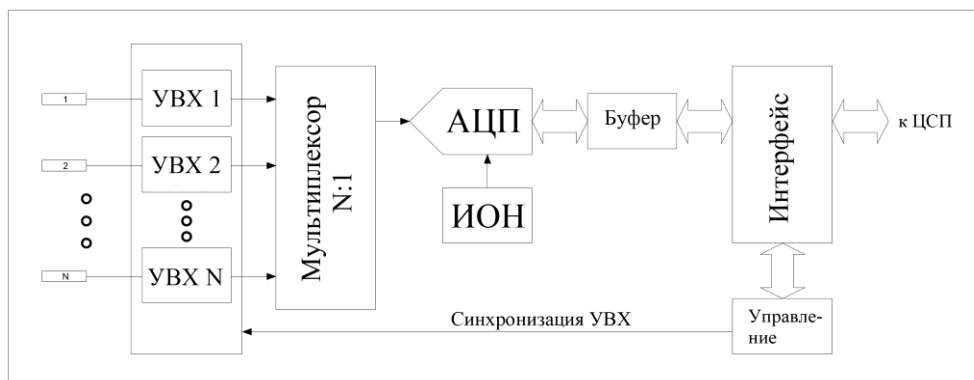 1
УВХ 1
2
УВХ 2
N
УВХ N
Мультиплексор
N:1
АЦП
ИОН
Буфер
Интерфейс
к ЦСП
Синхронизация УВХ
Управле-
ние